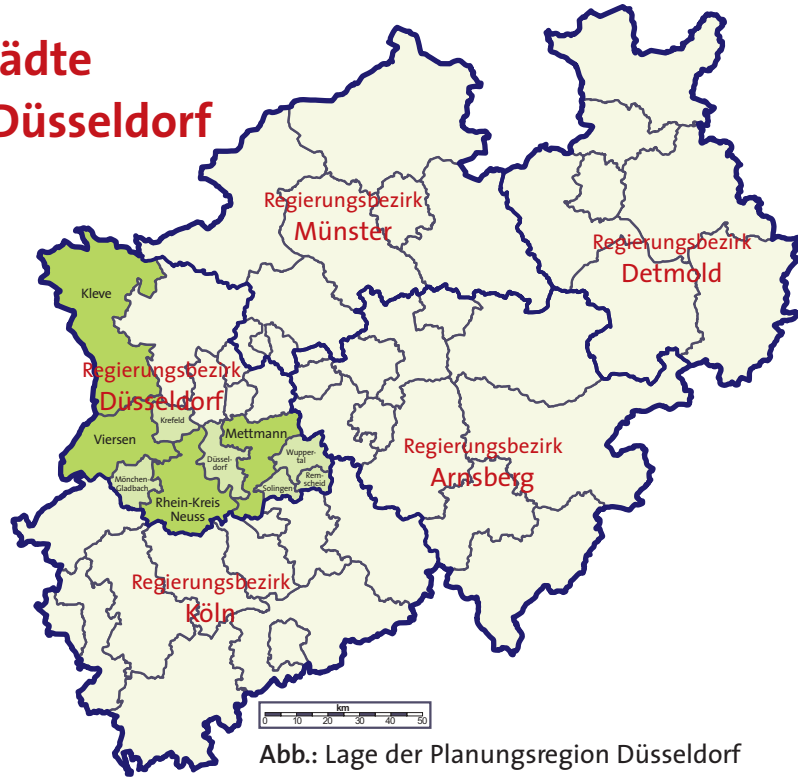 ädte
Düsseldorf
Regierungsbezirk
Münster
Regierungsbezirk
Detmold
Kleve
Regierungsbezirk
Düsseldorf
Krefeld
Viersen
Mettmann
Düssel-
dorf
Wupper-
tal
Mönchen-
Gladbach
Solingen
Rem-
scheid
Rhein-Kreis
Neuss
Regierungsbezirk
Arnsberg
Regierungsbezirk
Köln
km
0 10 20 30 40 50
Abb.: Lage der Planungsregion Düsseldorf